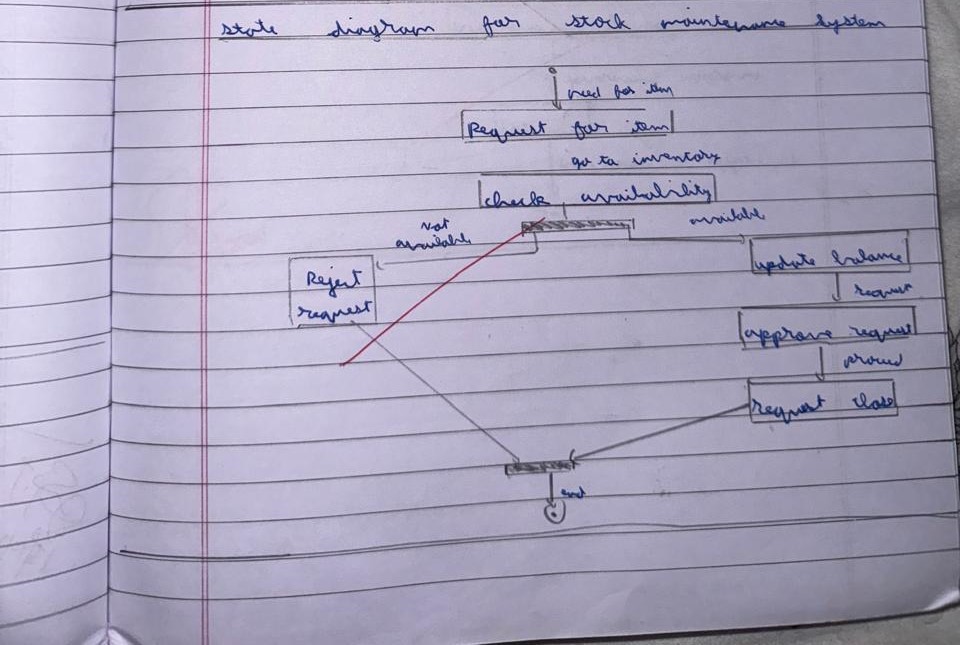 state diagram for stock maintenance system
need for item
Request for item
go to inventory
check availability
Not
available
available
Reject
request
update balance
request
approve request
proceed
request close
end